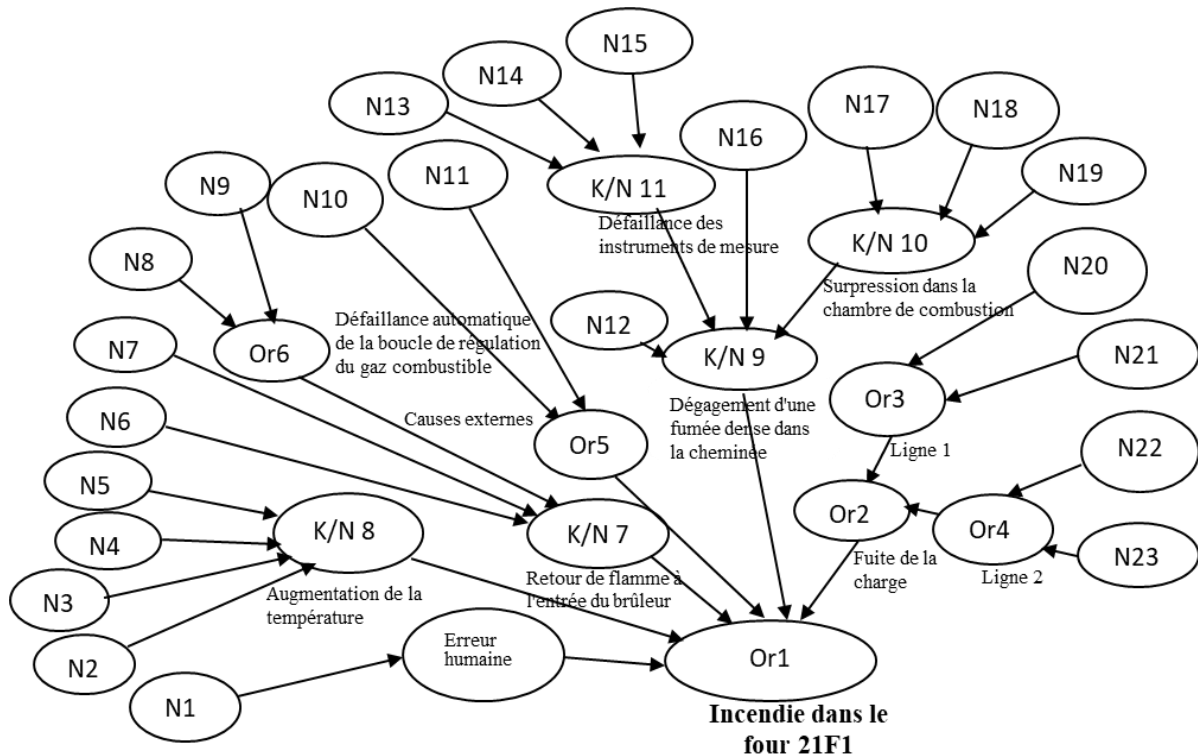 N15
N14
N13
N17
N18
N16
N11
N9
N10
K/N 11
N19
Défaillance des
instruments de mesure
K/N 10
N8
N20
Surpression dans la
chambre de combustion
N12
Défaillance automatique
de la boucle de régulation
du gaz combustible
N7
Or6
K/N 9
N21
Or3
Dégagement d'une
fumée dense dans
la cheminée
N6
Causes externes
Or5
Ligne 1
N22
N5
K/N 8
N4
K/N 7
Or2
Or4
N23
Fuite de la
charge
Ligne 2
Retour de flamme à
l'entrée du brûleur
Augmentation de la
température
N3
N2
Erreur
humaine
Or1
N1
Incendie dans le
four 21F1